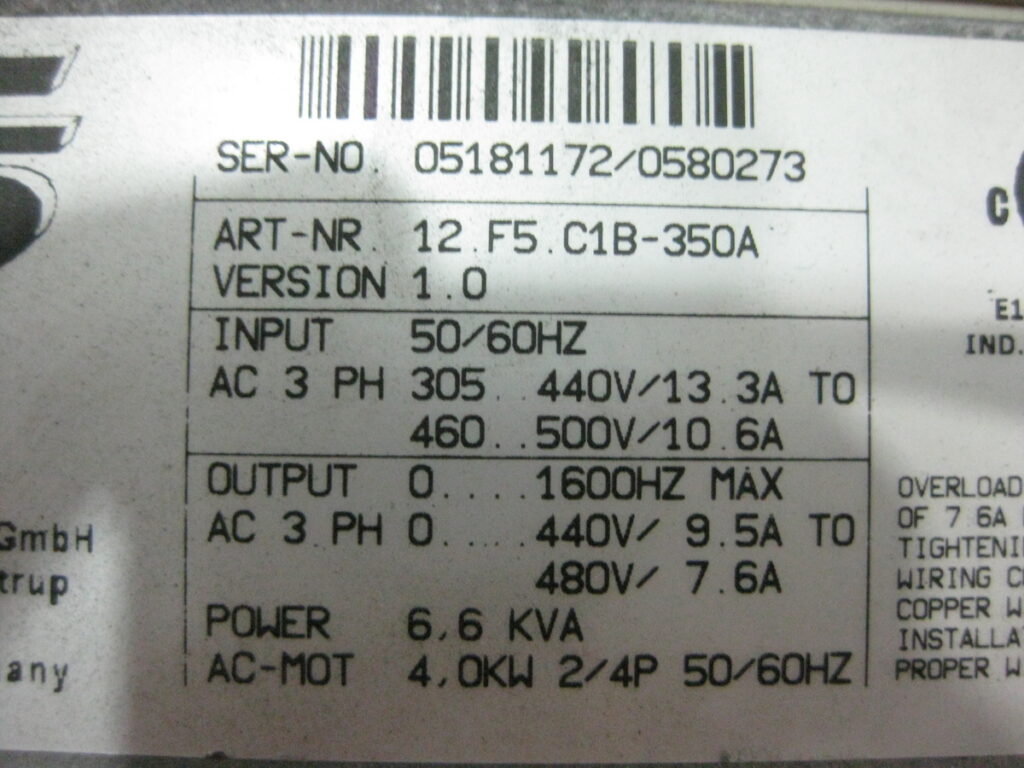 SER-NO. 05181172/0580273
ART-NR. 12.F5.C1B-350A
VERSION 1.0
INPUT 50/60HZ
AC 3 PH 305..440V/13.3A TO
460..500V/10.6A
OUTPUT 0.....1600HZ MAX
AC 3 PH 0.....440V/ 9.5A TO
480V/ 7.6A
POWER 6,6 KVA
AC-MOT 4,0KW 2/4P 50/60HZ
GmbH
trup
any
C
E1
IND.
OVERLOAD
OF 7.6A
TIGHTENI
WIRING C
COPPER W
INSTALLA
PROPER W